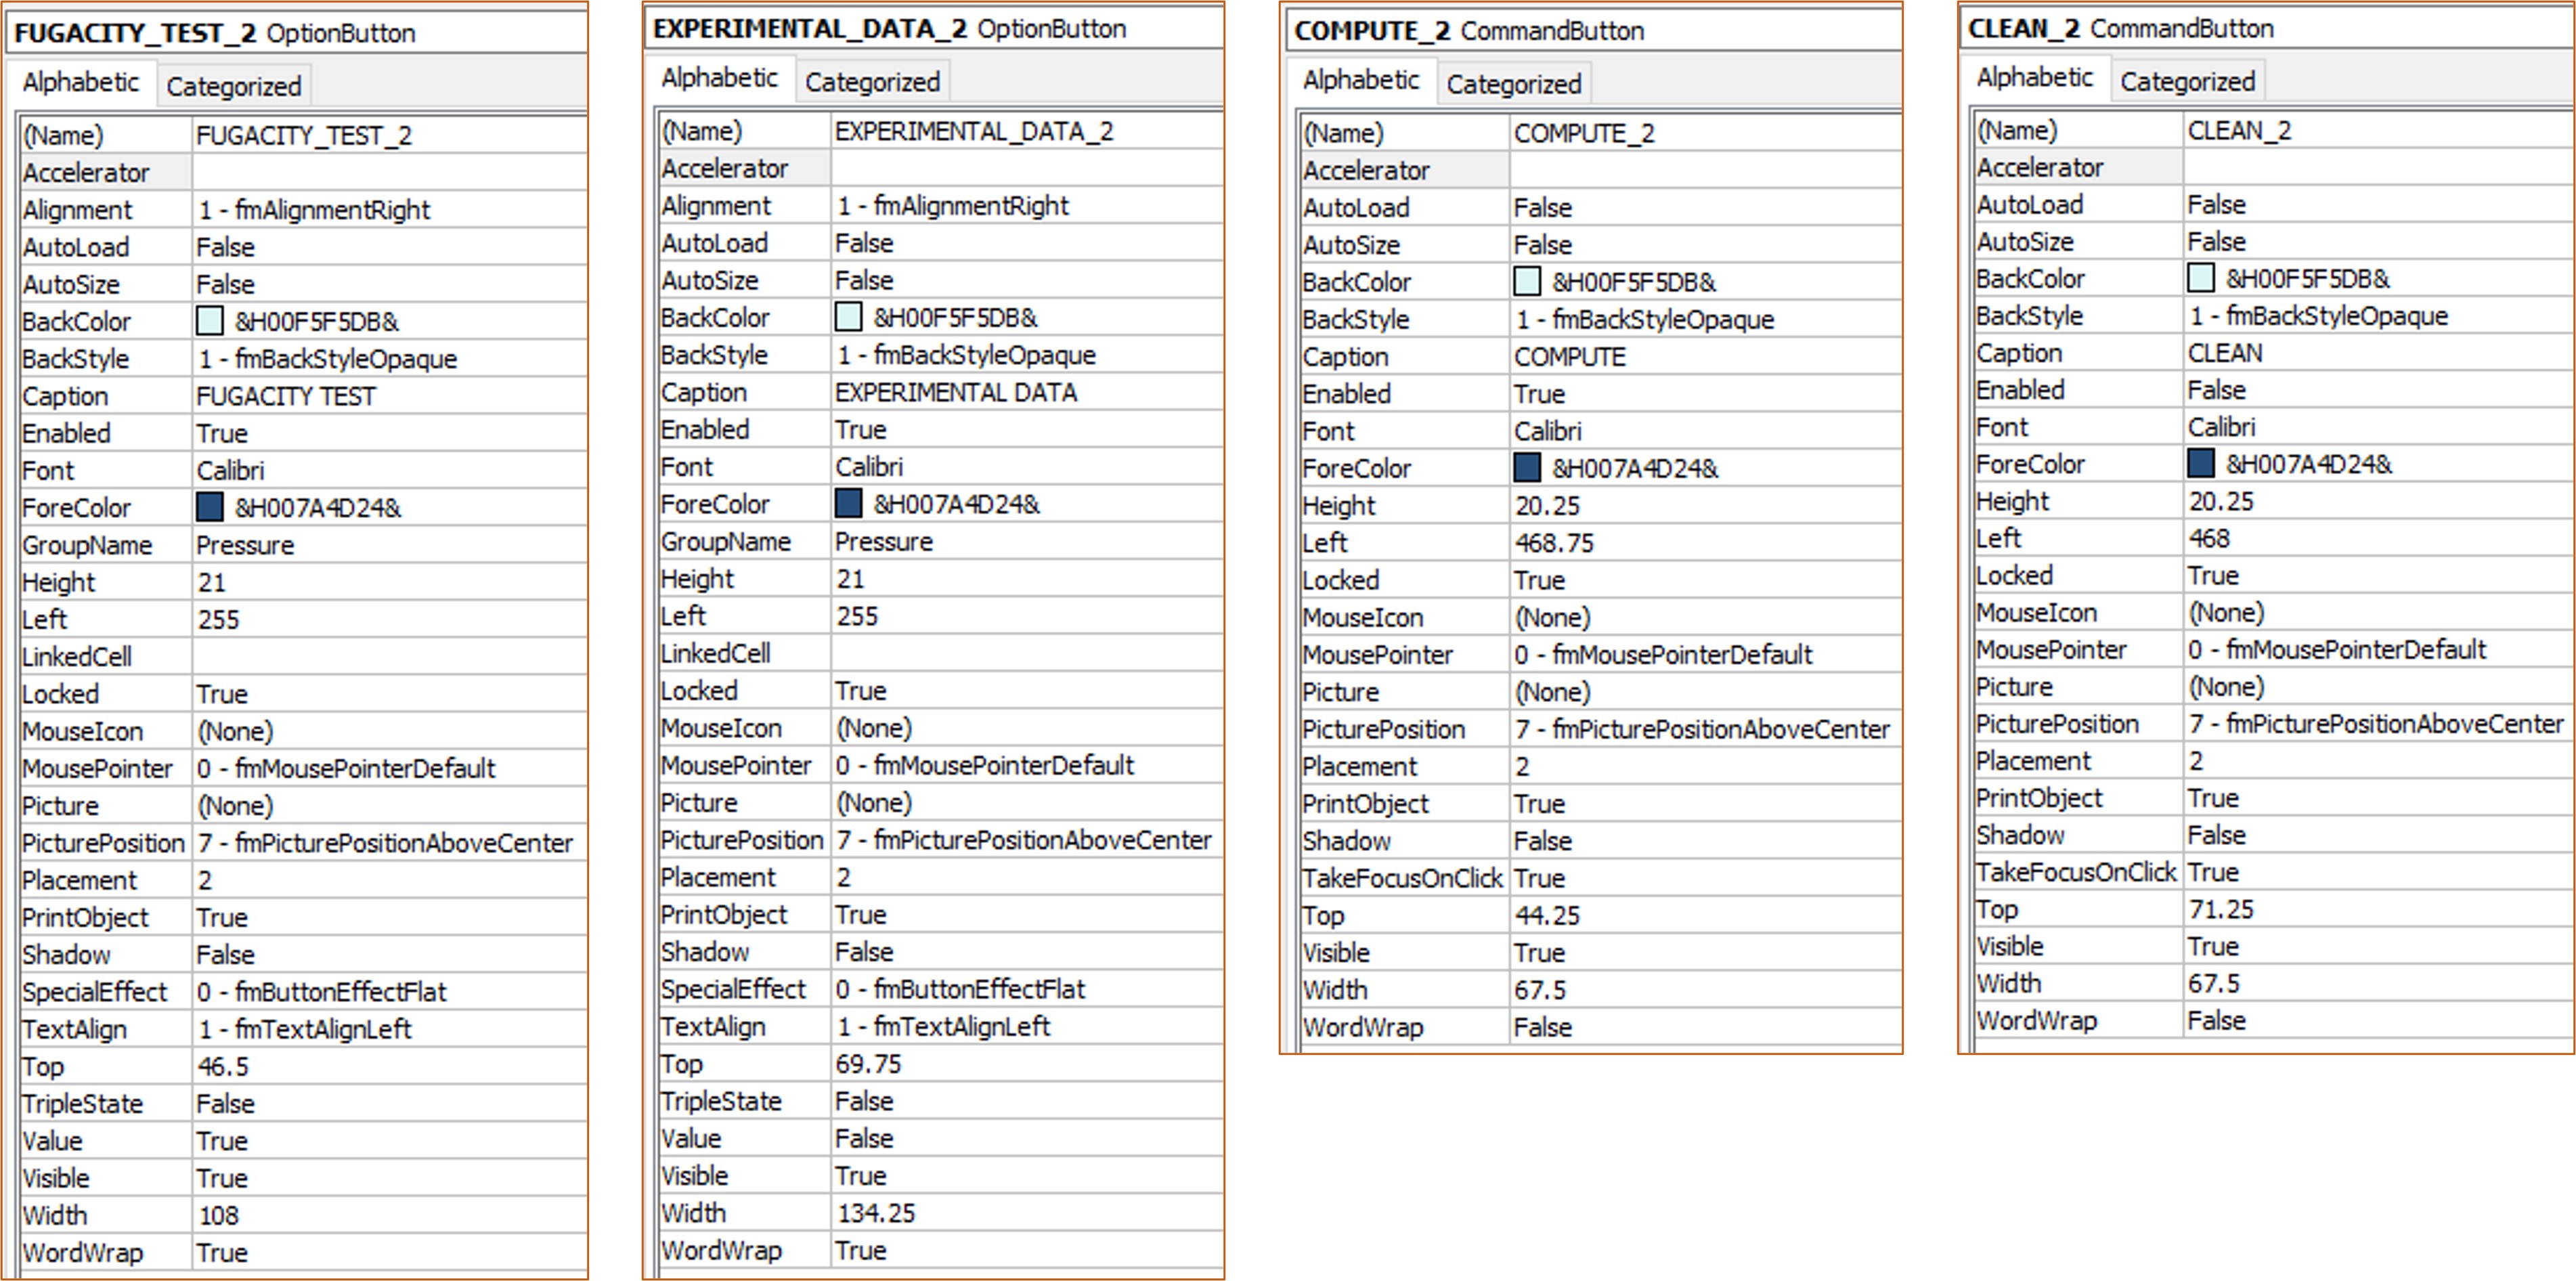 FUGACITY_TEST_2 OptionButton
Alphabetic Categorized
(Name) FUGACITY_TEST_2
Accelerator
Alignment 1 - fmAlignmentRight
AutoLoad False
AutoSize False
BackColor &H00F5F5DB&
BackStyle 1 - fmBackStyleOpaque
Caption FUGACITY TEST
Enabled True
Font Calibri
ForeColor &H007A4D24&
GroupName Pressure
Height 21
Left 255
LinkedCell
Locked True
MouseIcon (None)
MousePointer 0 - fmMousePointerDefault
Picture (None)
PicturePosition 7 - fmPicturePositionAboveCenter
Placement 2
PrintObject True
Shadow False
SpecialEffect 0 - fmButtonEffectFlat
TextAlign 1 - fmTextAlignLeft
Top 46.5
TripleState False
Value True
Visible True
Width 108
WordWrap True
EXPERIMENTAL_DATA_2 OptionButton
Alphabetic Categorized
(Name) EXPERIMENTAL_DATA_2
Accelerator
Alignment 1 - fmAlignmentRight
AutoLoad False
AutoSize False
BackColor &H00F5F5DB&
BackStyle 1 - fmBackStyleOpaque
Caption EXPERIMENTAL DATA
Enabled True
Font Calibri
ForeColor &H007A4D24&
GroupName Pressure
Height 21
Left 255
LinkedCell
Locked True
MouseIcon (None)
MousePointer 0 - fmMousePointerDefault
Picture (None)
PicturePosition 7 - fmPicturePositionAboveCenter
Placement 2
PrintObject True
Shadow False
SpecialEffect 0 - fmButtonEffectFlat
TextAlign 1 - fmTextAlignLeft
Top 69.75
TripleState False
Value False
Visible True
Width 134.25
WordWrap True
COMPUTE_2 CommandButton
Alphabetic Categorized
(Name) COMPUTE_2
Accelerator
AutoLoad False
AutoSize False
BackColor &H00F5F5DB&
BackStyle 1 - fmBackStyleOpaque
Caption COMPUTE
Enabled True
Font Calibri
ForeColor &H007A4D24&
Height 20.25
Left 468.75
Locked True
MouseIcon (None)
MousePointer 0 - fmMousePointerDefault
Picture (None)
PicturePosition 7 - fmPicturePositionAboveCenter
Placement 2
PrintObject True
Shadow False
TakeFocusOnClick True
Top 44.25
Visible True
Width 67.5
WordWrap False
CLEAN_2 CommandButton
Alphabetic Categorized
(Name) CLEAN_2
Accelerator
AutoLoad False
AutoSize False
BackColor &H00F5F5DB&
BackStyle 1 - fmBackStyleOpaque
Caption CLEAN
Enabled False
Font Calibri
ForeColor &H007A4D24&
Height 20.25
Left 468
Locked True
MouseIcon (None)
MousePointer 0 - fmMousePointerDefault
Picture (None)
PicturePosition 7 - fmPicturePositionAboveCenter
Placement 2
PrintObject True
Shadow False
TakeFocusOnClick True
Top 71.25
Visible True
Width 67.5
WordWrap False